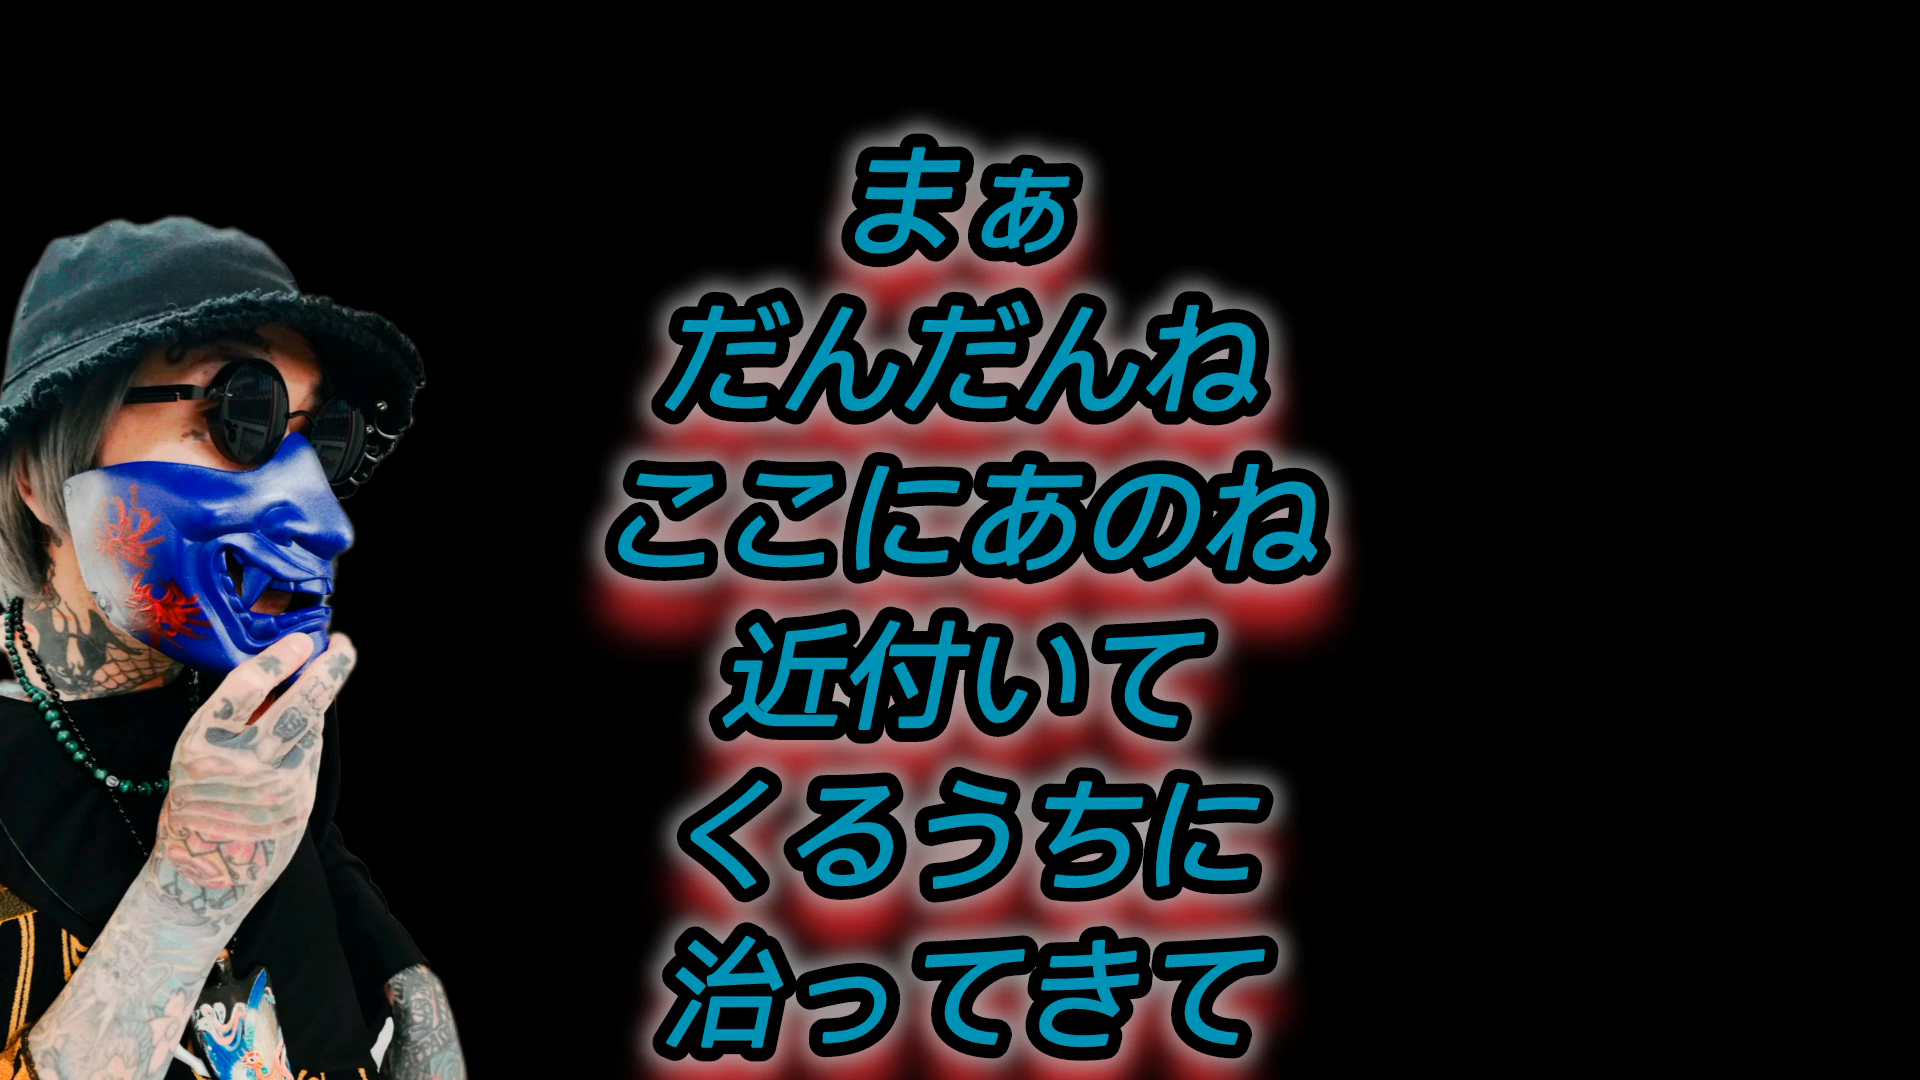 まぁ
だんだんね
ここにあのね
近付いて
くるうちに
治ってきて